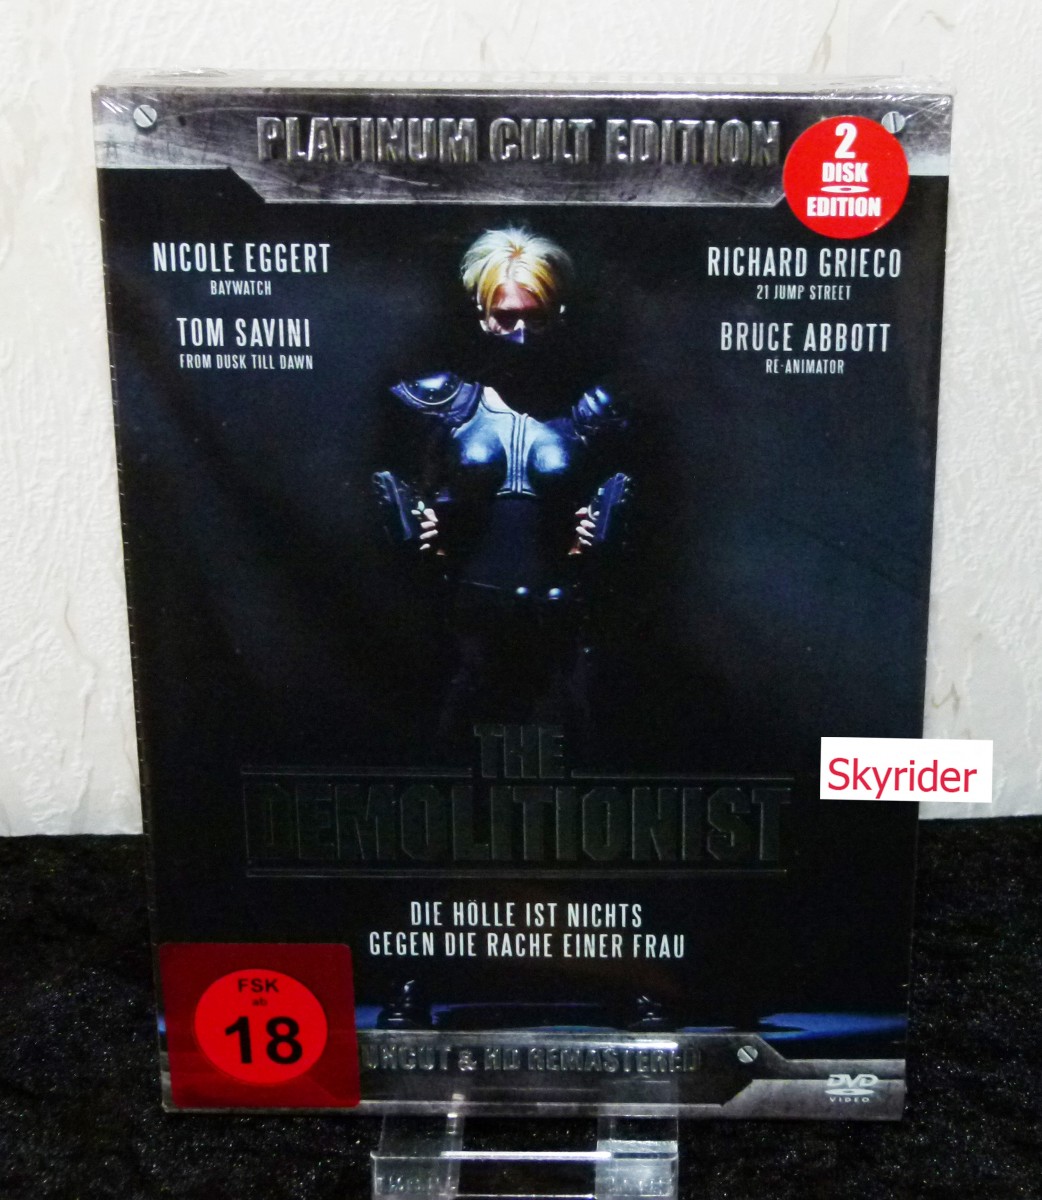 PLATINUM CULT EDITION
2
DISK
EDITION
NICOLE EGGERT
BAYWATCH
RICHARD GRIECO
21 JUMP STREET
TOM SAVINI
FROM DUSK TILL DAWN
BRUCE ABBOTT
RE-ANIMATOR
THE
DEMOLITIONIST
Skyrider
DIE HÖLLE IST NICHTS
GEGEN DIE RACHE EINER FRAU
FSK
ab
18
UNCUT & HD REMASTERED
DVD
VIDEO